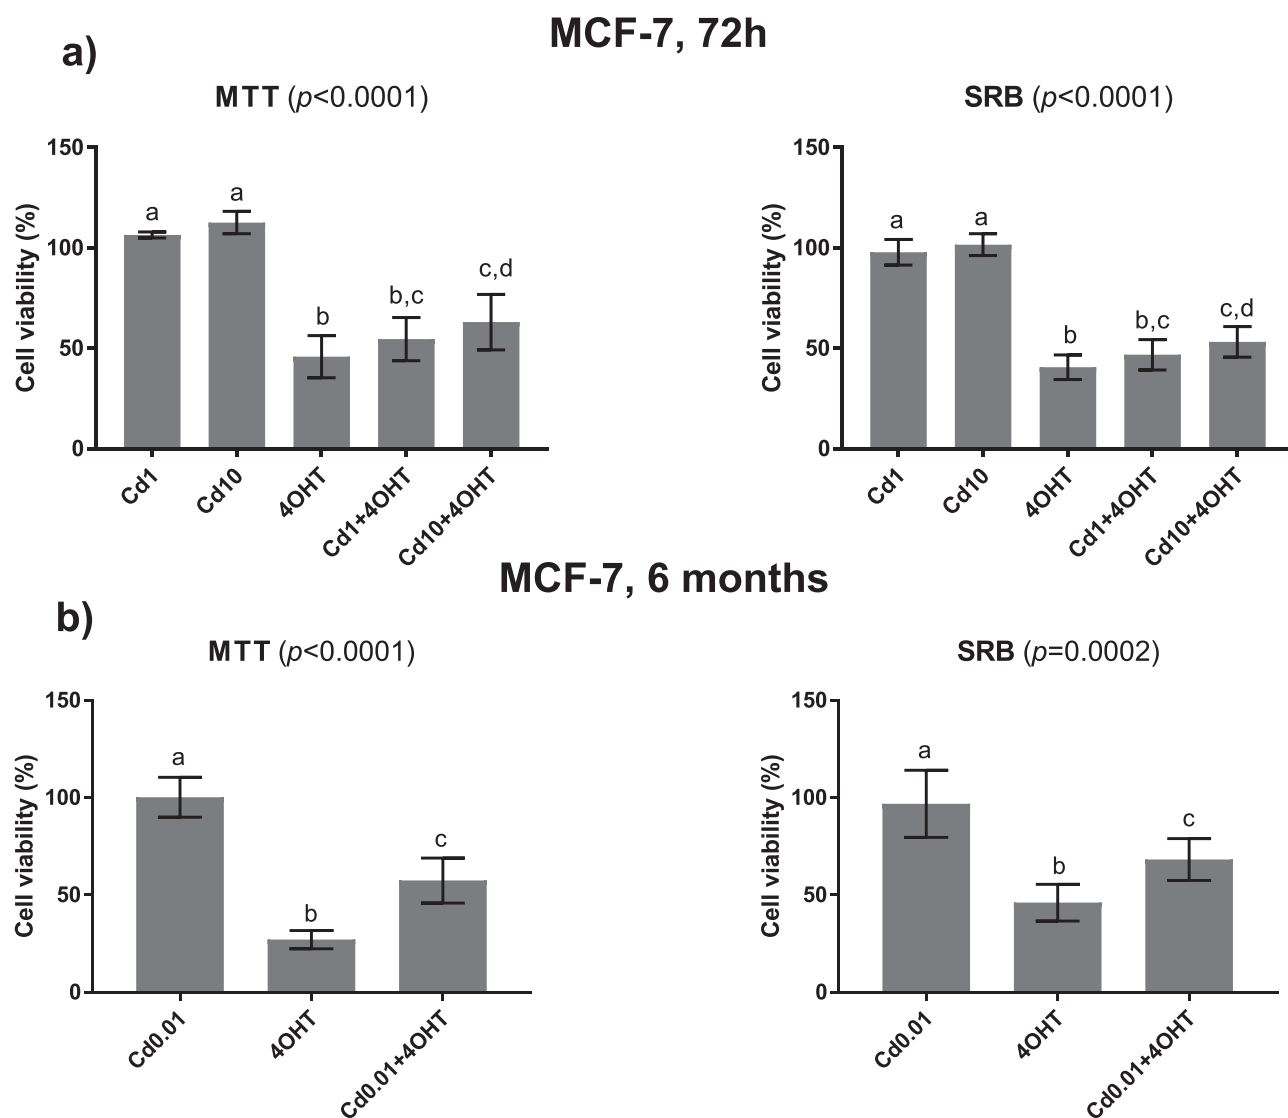 MCF-7, 72h
a)
MTT (p<0.0001)
Cell viability (%)
150
100
50
0
a
a
b
b,c
c,d
Cd1
Cd10
4OHT
Cd1+4OHT
Cd10+4OHT
SRB (p<0.0001)
Cell viability (%)
150
100
50
0
a
a
b
b,c
c,d
Cd1
Cd10
4OHT
Cd1+4OHT
Cd10+4OHT
MCF-7, 6 months
b)
MTT (p<0.0001)
Cell viability (%)
150
100
50
0
a
b
c
Cd0.01
4OHT
Cd0.01+4OHT
SRB (p=0.0002)
Cell viability (%)
150
100
50
0
a
b
c
Cd0.01
4OHT
Cd0.01+4OHT